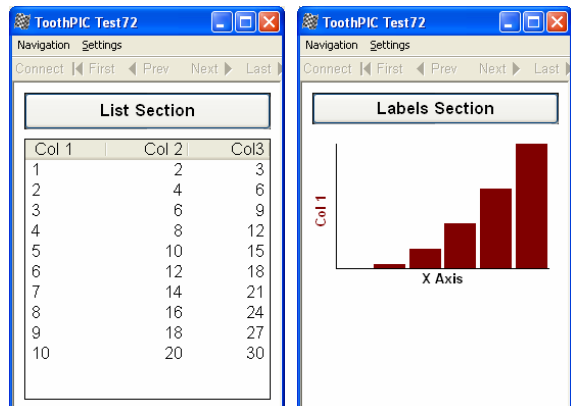 ToothPIC Test72
Navigation Settings
Connect First Prev Next Last
List Section
Col 1 Col 2 Col3
1 2 3
2 4 6
3 6 9
4 8 12
5 10 15
6 12 18
7 14 21
8 16 24
9 18 27
10 20 30
ToothPIC Test72
Navigation Settings
Connect First Prev Next Last
Labels Section
Col 1
X Axis